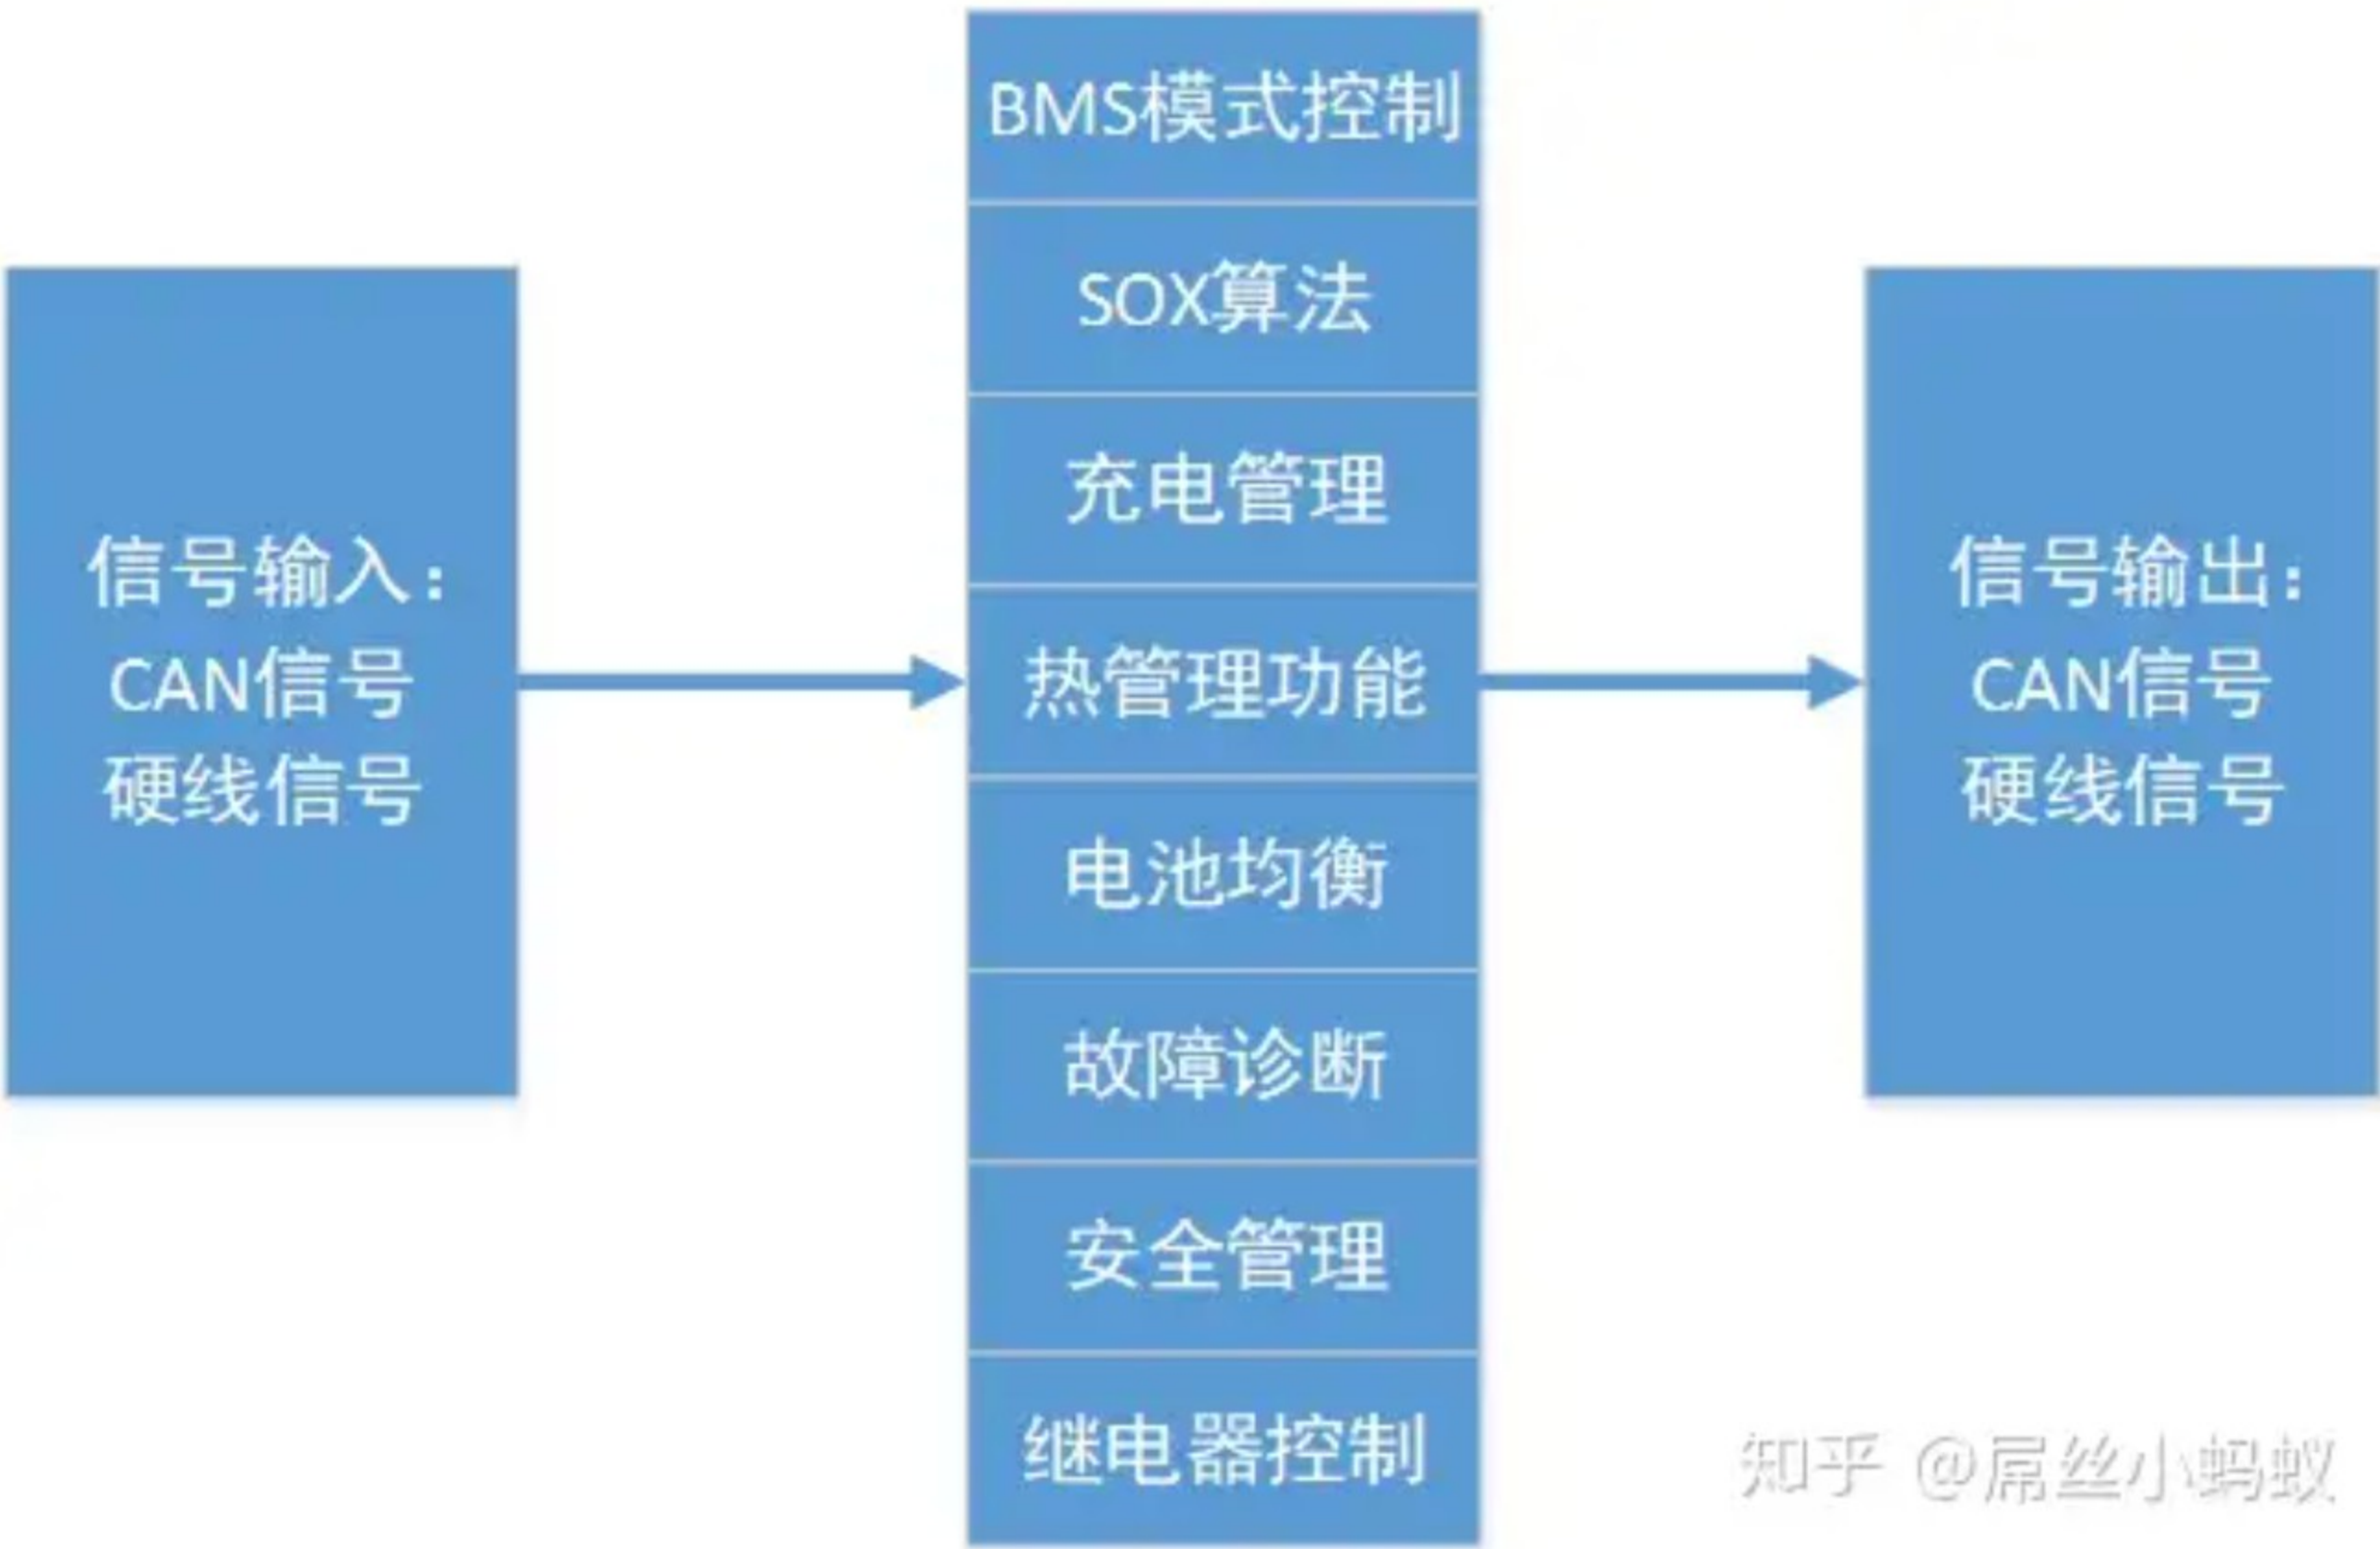 信号输入：
CAN信号
硬线信号
BMS模式控制
SOX算法
充电管理
热管理功能
电池均衡
故障诊断
安全管理
继电器控制
信号输出：
CAN信号
硬线信号
知乎 @屌丝小蚂蚁